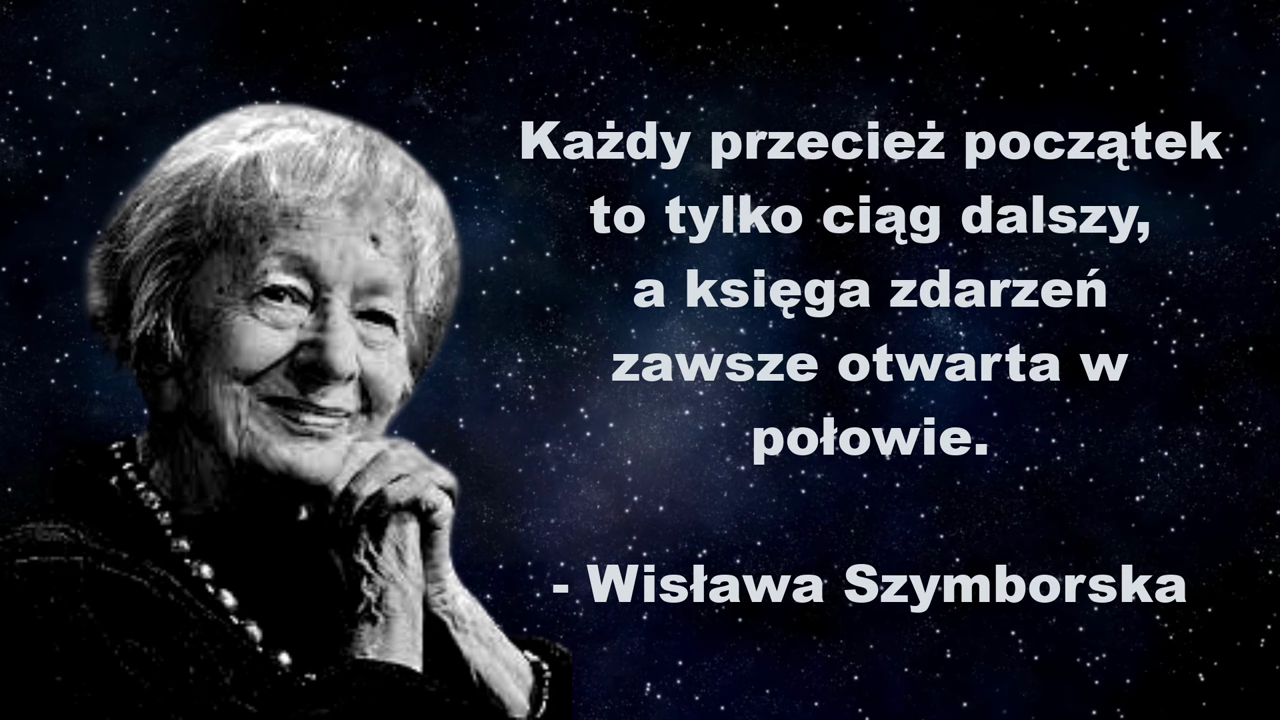 Każdy przecież początek
to tylko ciąg dalszy,
a księga zdarzeń
zawsze otwarta w
połowie.
- Wisława Szymborska